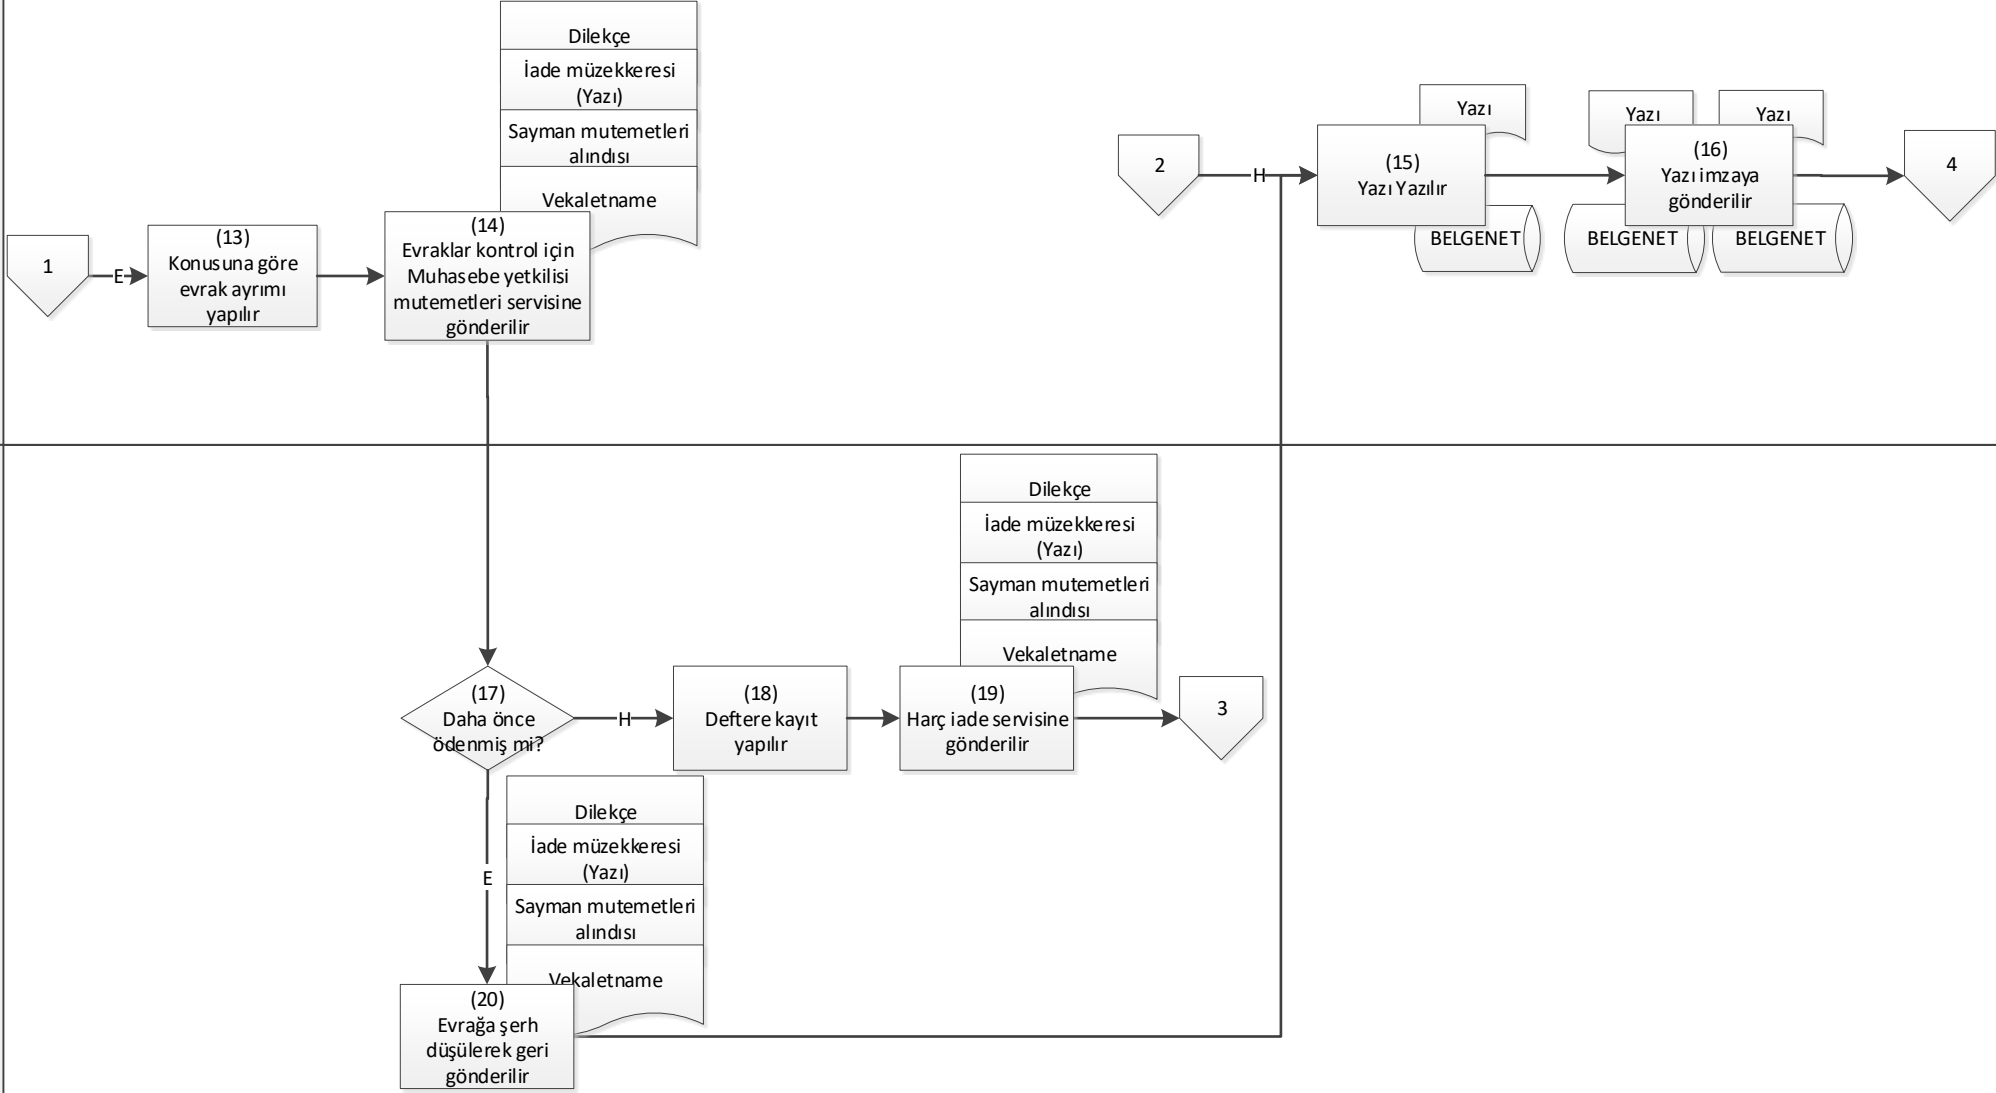 Dilekçe
İade müzekkeresi
(Yazı)
Sayman mutemetleri
alındısı
Vekaletname
1
E
(13)
Konusuna göre
evrak ayrımı
yapılır
(14)
Evraklar kontrol için
Muhasebe yetkilisi
mutemetleri servisine
gönderilir
2
H
Yazı
(15)
Yazı Yazılır
BELGENET
Yazı
Yazı
(16)
Yazı imzaya
gönderilir
BELGENET
BELGENET
4
(17)
Daha önce
ödenmiş mi?
H
(18)
Deftere kayıt
yapılır
Dilekçe
İade müzekkeresi
(Yazı)
Sayman mutemetleri
alındısı
Vekaletname
(19)
Harç iade servisine
gönderilir
3
E
Dilekçe
İade müzekkeresi
(Yazı)
Sayman mutemetleri
alındısı
Vekaletname
(20)
Evrağa şerh
düşülerek geri
gönderilir